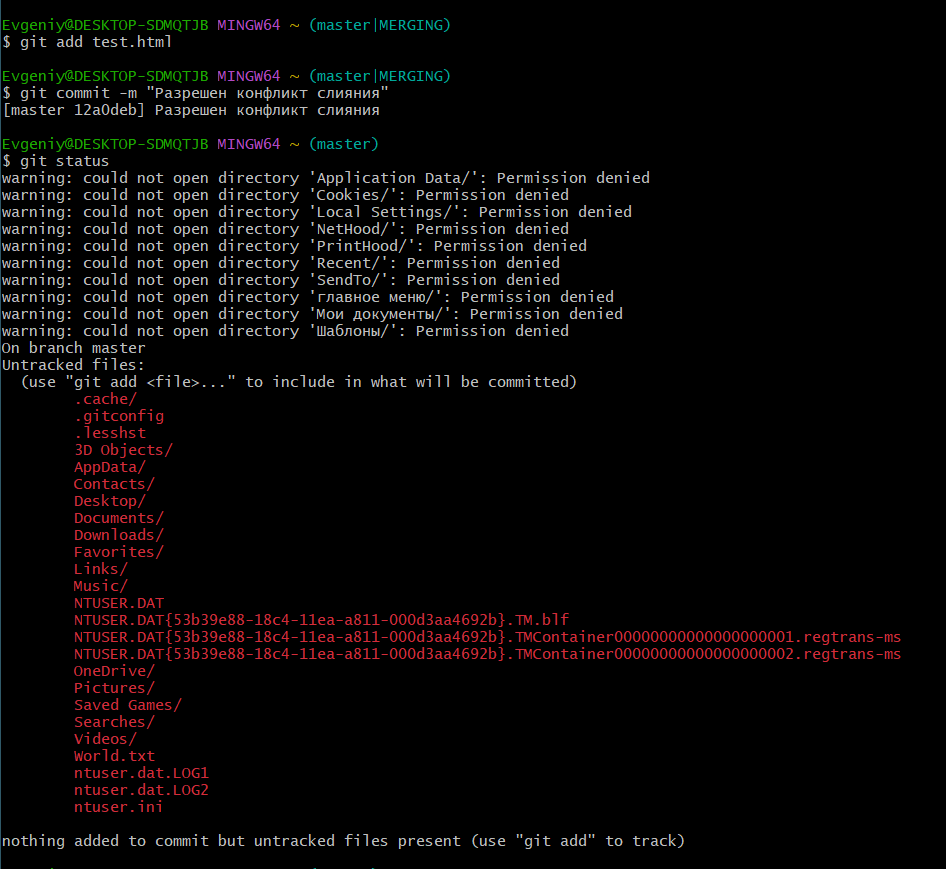 Evgeniy@DESKTOP-SDMQTJB MINGW64 ~ (master|MERGING)
$ git add test.html
Evgeniy@DESKTOP-SDMQTJB MINGW64 ~ (master|MERGING)
$ git commit -m "Разрешен конфликт слияния"
[master 12a0deb] Разрешен конфликт слияния
Evgeniy@DESKTOP-SDMQTJB MINGW64 ~ (master)
$ git status
warning: could not open directory 'Application Data/': Permission denied
warning: could not open directory 'Cookies/': Permission denied
warning: could not open directory 'Local Settings/': Permission denied
warning: could not open directory 'NetHood/': Permission denied
warning: could not open directory 'PrintHood/': Permission denied
warning: could not open directory 'Recent/': Permission denied
warning: could not open directory 'SendTo/': Permission denied
warning: could not open directory 'главное меню/': Permission denied
warning: could not open directory 'Мои документы/': Permission denied
warning: could not open directory 'Шаблоны/': Permission denied
On branch master
Untracked files:
(use "git add <file>..." to include in what will be committed)
.cache/
.gitconfig
.lesshst
3D Objects/
AppData/
Contacts/
Desktop/
Documents/
Downloads/
Favorites/
Links/
Music/
NTUSER.DAT
NTUSER.DAT{53b39e88-18c4-11ea-a811-000d3aa4692b}.TM.blf
NTUSER.DAT{53b39e88-18c4-11ea-a811-000d3aa4692b}.TMContainer00000000000000000001.regtrans-ms
NTUSER.DAT{53b39e88-18c4-11ea-a811-000d3aa4692b}.TMContainer00000000000000000002.regtrans-ms
OneDrive/
Pictures/
Saved Games/
Searches/
Videos/
World.txt
ntuser.dat.LOG1
ntuser.dat.LOG2
ntuser.ini
nothing added to commit but untracked files present (use "git add" to track)